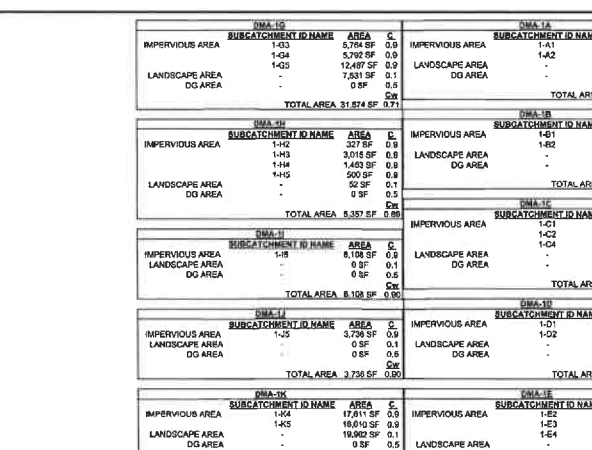 DMA-1G
SUBCATCHMENT ID NAME AREA C
IMPERVIOUS AREA 1-G3 5,764 SF 0.9
1-G4 5,792 SF 0.9
1-G5 12,487 SF 0.9
LANDSCAPE AREA - 7,531 SF 0.1
DG AREA - 0 SF 0.5
Cw
TOTAL AREA 31,574 SF 0.71
DMA-1H
SUBCATCHMENT ID NAME AREA C
IMPERVIOUS AREA 1-H2 327 SF 0.9
1-H3 3,015 SF 0.9
1-H4 1,463 SF 0.9
1-H5 500 SF 0.9
LANDSCAPE AREA - 52 SF 0.1
DG AREA - 0 SF 0.5
Cw
TOTAL AREA 5,357 SF 0.89
DMA-1I
SUBCATCHMENT ID NAME AREA C
IMPERVIOUS AREA 1-I6 6,108 SF 0.9
LANDSCAPE AREA - 0 SF 0.1
DG AREA - 0 SF 0.5
Cw
TOTAL AREA 6,108 SF 0.90
DMA-1J
SUBCATCHMENT ID NAME AREA C
IMPERVIOUS AREA 1-J5 3,736 SF 0.9
LANDSCAPE AREA - 0 SF 0.1
DG AREA - 0 SF 0.5
Cw
TOTAL AREA 3,736 SF 0.90
DMA-1K
SUBCATCHMENT ID NAME AREA C
IMPERVIOUS AREA 1-K4 17,811 SF 0.9
1-K5 18,010 SF 0.9
LANDSCAPE AREA - 19,902 SF 0.1
DG AREA - 0 SF 0.5
DMA-1A
SUBCATCHMENT ID NAM
IMPERVIOUS AREA 1-A1
1-A2
LANDSCAPE AREA -
DG AREA -
TOTAL ARE
DMA-1B
SUBCATCHMENT ID NAM
IMPERVIOUS AREA 1-B1
1-B2
LANDSCAPE AREA -
DG AREA -
TOTAL ARE
DMA-1C
SUBCATCHMENT ID NAM
IMPERVIOUS AREA 1-C1
1-C2
1-C4
LANDSCAPE AREA -
DG AREA -
TOTAL ARE
DMA-1D
SUBCATCHMENT ID NAM
IMPERVIOUS AREA 1-D1
1-D2
LANDSCAPE AREA -
DG AREA -
TOTAL ARE
DMA-1E
SUBCATCHMENT ID NAM
IMPERVIOUS AREA 1-E2
1-E3
1-E4
LANDSCAPE AREA -